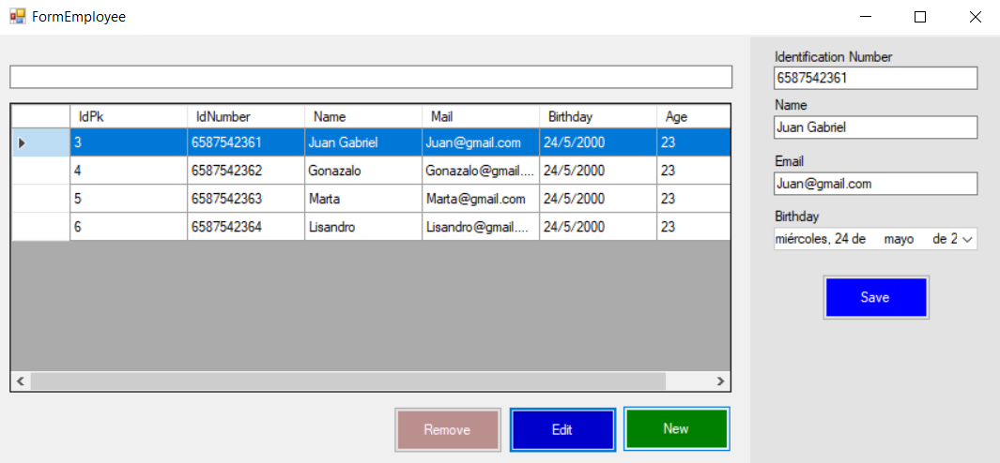 FormEmployee
IdPk IdNumber Name Mail Birthday Age
3 6587542361 Juan Gabriel Juan@gmail.com 24/5/2000 23
4 6587542362 Gonazalo Gonazalo@gmail.... 24/5/2000 23
5 6587542363 Marta Marta@gmail.com 24/5/2000 23
6 6587542364 Lisandro Lisandro@gmail.... 24/5/2000 23
Remove Edit New
Identification Number
6587542361
Name
Juan Gabriel
Email
Juan@gmail.com
Birthday
miércoles, 24 de mayo de 2
Save